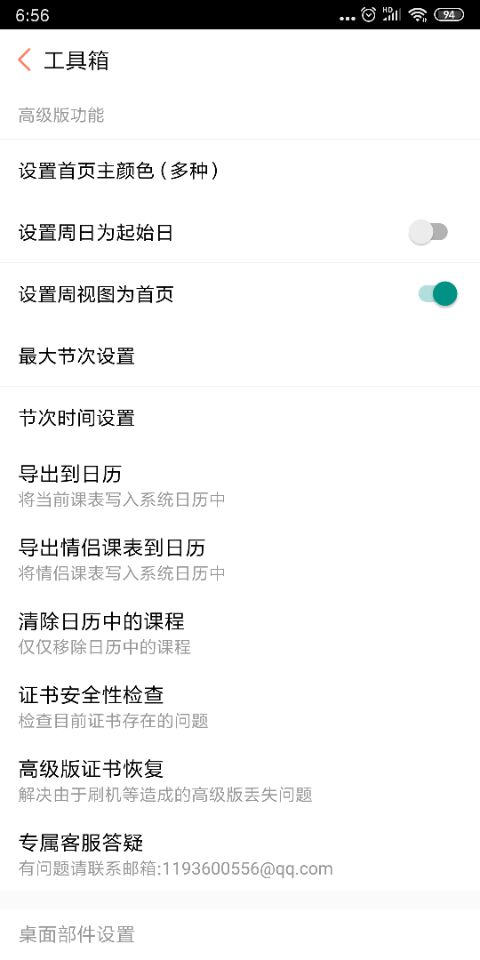 6:56
HD
94
工具箱
高级版功能
设置首页主颜色(多种)
设置周日为起始日
设置周视图为首页
最大节次设置
节次时间设置
导出到日历
将当前课表写入系统日历中
导出情侣课表到日历
将情侣课表写入系统日历中
清除日历中的课程
仅仅移除日历中的课程
证书安全性检查
检查目前证书存在的问题
高级版证书恢复
解决由于刷机等造成的高级版丢失问题
专属客服答疑
有问题请联系邮箱:1193600556@qq.com
桌面部件设置